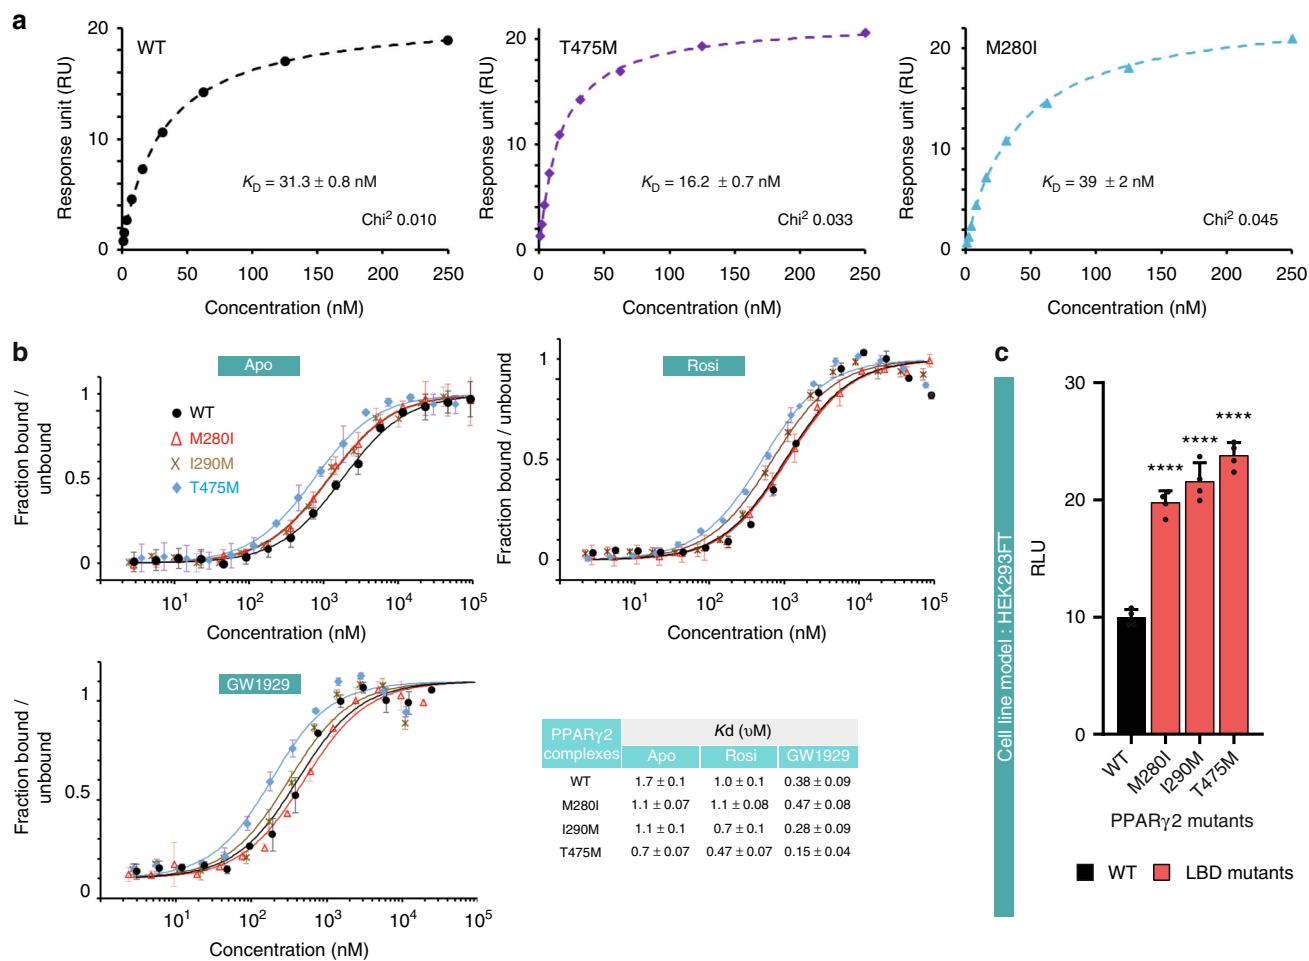 a
WT
Response unit (RU)
20
10
0
K_D = 31.3 ± 0.8 nM
Chi² 0.010
0 50 100 150 200 250
Concentration (nM)
T475M
Response unit (RU)
20
10
0
K_D = 16.2 ± 0.7 nM
Chi² 0.033
0 50 100 150 200 250
Concentration (nM)
M280I
Response unit (RU)
20
10
0
K_D = 39 ± 2 nM
Chi² 0.045
0 50 100 150 200 250
Concentration (nM)
b
Apo
WT
M280I
I290M
T475M
Fraction bound /
unbound
1
0.5
0
10¹ 10² 10³ 10⁴ 10⁵
Concentration (nM)
Rosi
Fraction bound / unbound
1
0.5
0
10¹ 10² 10³ 10⁴ 10⁵
Concentration (nM)
GW1929
Fraction bound /
unbound
1
0.5
0
10¹ 10² 10³ 10⁴ 10⁵
Concentration (nM)
PPARγ2
complexes
Kd (υM)
Apo Rosi GW1929
WT 1.7 ± 0.1 1.0 ± 0.1 0.38 ± 0.09
M280I 1.1 ± 0.07 1.1 ± 0.08 0.47 ± 0.08
I290M 1.1 ± 0.1 0.7 ± 0.1 0.28 ± 0.09
T475M 0.7 ± 0.07 0.47 ± 0.07 0.15 ± 0.04
c
Cell line model : HEK293FT
RLU
30
20
10
0
****
****
****
WT
M280I
I290M
T475M
PPARγ2 mutants
WT
LBD mutants